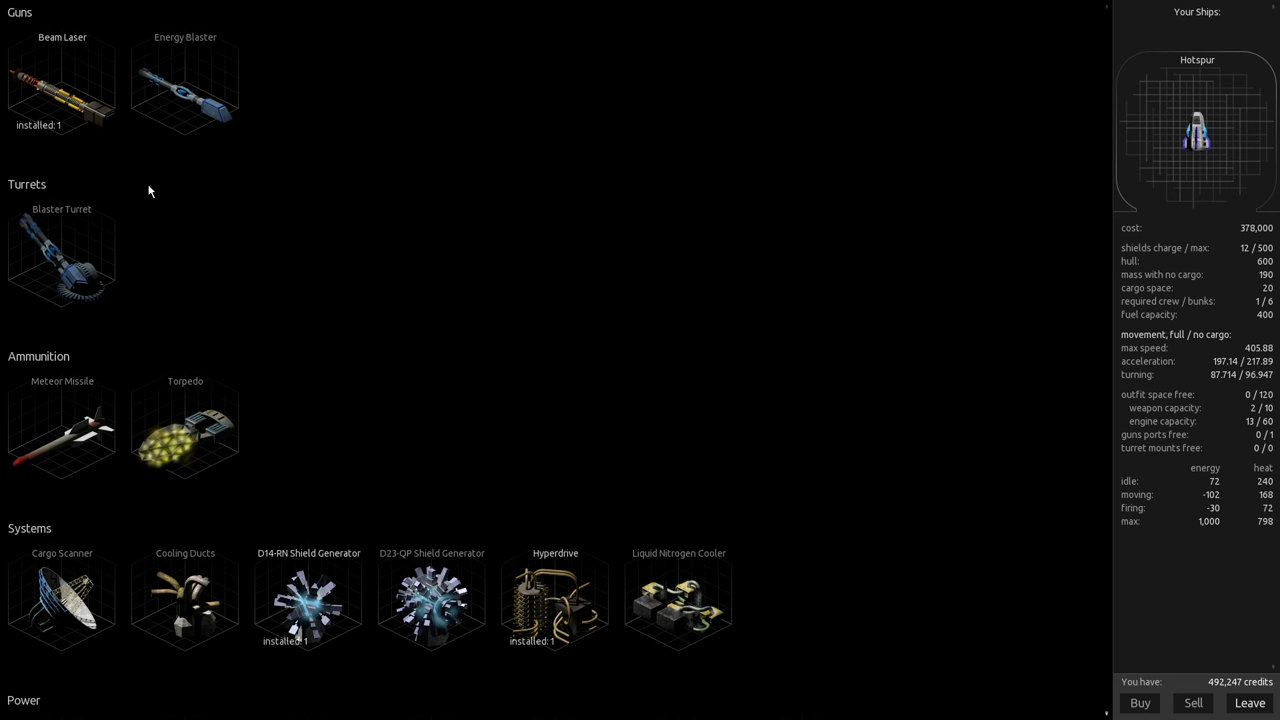 Guns
Beam Laser
Energy Blaster
installed: 1
Turrets
Blaster Turret
Ammunition
Meteor Missile
Torpedo
Systems
Cargo Scanner
Cooling Ducts
D14-RN Shield Generator
D23-QP Shield Generator
Hyperdrive
Liquid Nitrogen Cooler
installed: 1
installed: 1
Power
Your Ships:
Hotspur
cost: 378,000
shields charge / max: 12 / 500
hull: 600
mass with no cargo: 190
cargo space: 20
required crew / bunks: 1 / 6
fuel capacity: 400
movement, full / no cargo:
max speed: 405.88
acceleration: 197.14 / 217.89
turning: 87.714 / 96.947
outfit space free: 0 / 120
weapon capacity: 2 / 10
engine capacity: 13 / 60
guns ports free: 0 / 1
turret mounts free: 0 / 0
energy heat
idle: 72 240
moving: -102 168
firing: -30 72
max: 1,000 798
You have: 492,247 credits
Buy Sell Leave